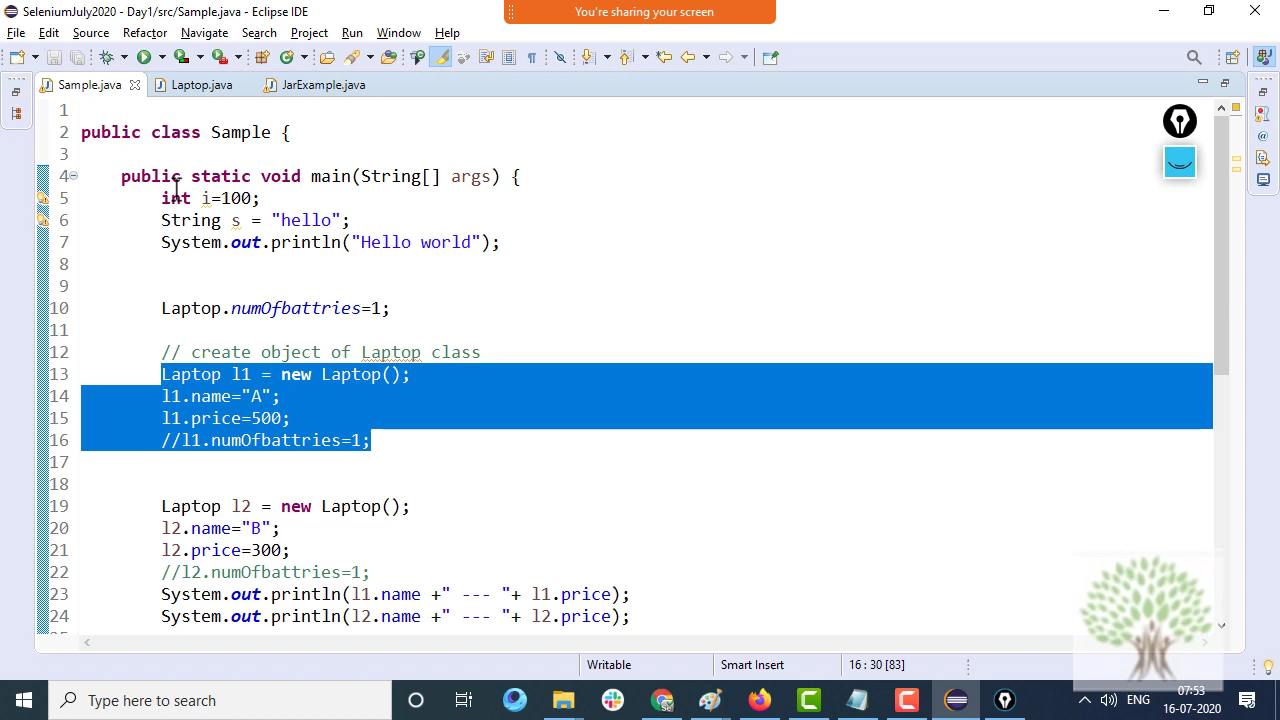 SeleniumJuly2020 - Day1/src/Sample.java - Eclipse IDE
You're sharing your screen
File Edit Source Refactor Navigate Search Project Run Window Help
Sample.java Laptop.java JarExample.java
1
2 public class Sample {
3
4 public static void main(String[] args) {
5 int i=100;
6 String s = "hello";
7 System.out.println("Hello world");
8
9
10 Laptop.numOfbattries=1;
11
12 // create object of Laptop class
13 Laptop l1 = new Laptop();
14 l1.name="A";
15 l1.price=500;
16 //l1.numOfbattries=1;
17
18
19 Laptop l2 = new Laptop();
20 l2.name="B";
21 l2.price=300;
22 //l2.numOfbattries=1;
23 System.out.println(l1.name +" --- "+ l1.price);
24 System.out.println(l2.name +" --- "+ l2.price);
Writable Smart Insert 16 : 30 [83]
Type here to search
ENG 07:53
16-07-2020